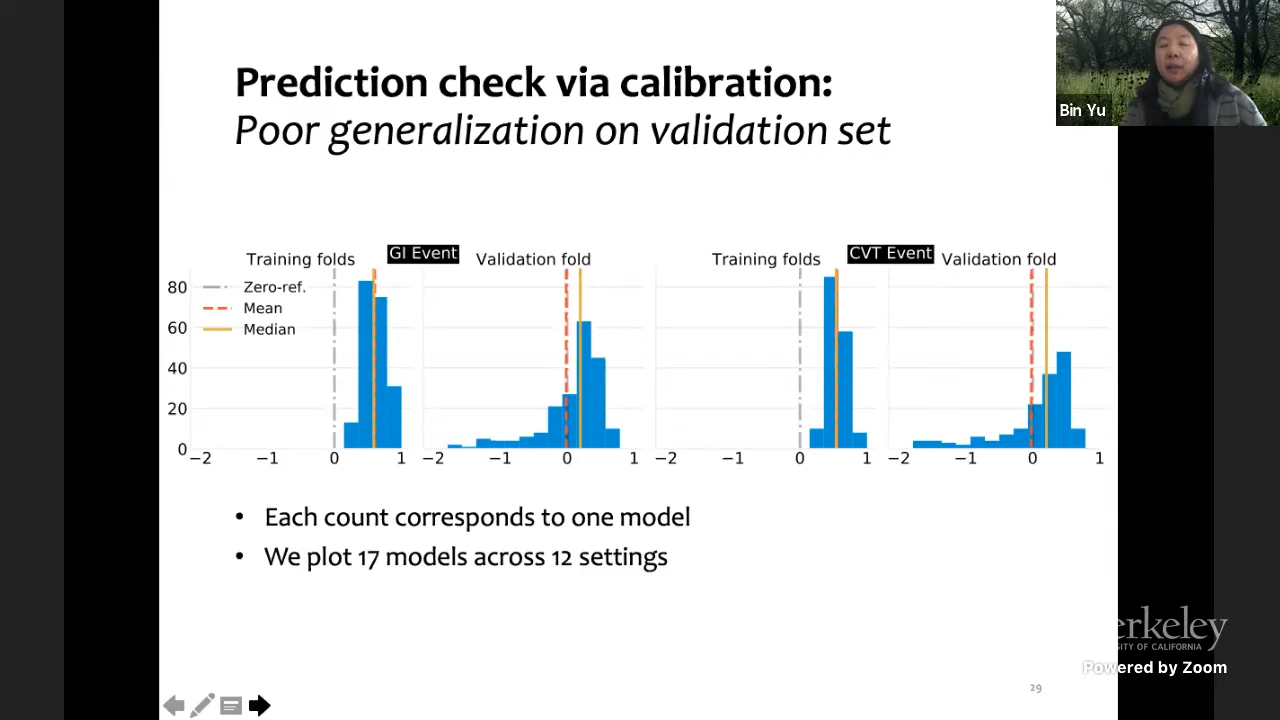 Prediction check via calibration:
Poor generalization on validation set
Bin Yu
Training folds
GI Event
Validation fold
Training folds
CVT Event
Validation fold
80
60
40
20
0
Zero-ref.
Mean
Median
−2 −1 0 1
−2 −1 0 1
−2 −1 0 1
−2 −1 0 1
• Each count corresponds to one model
• We plot 17 models across 12 settings
erkeley
SITY OF CALIFORNIA
Powered by Zoom
29